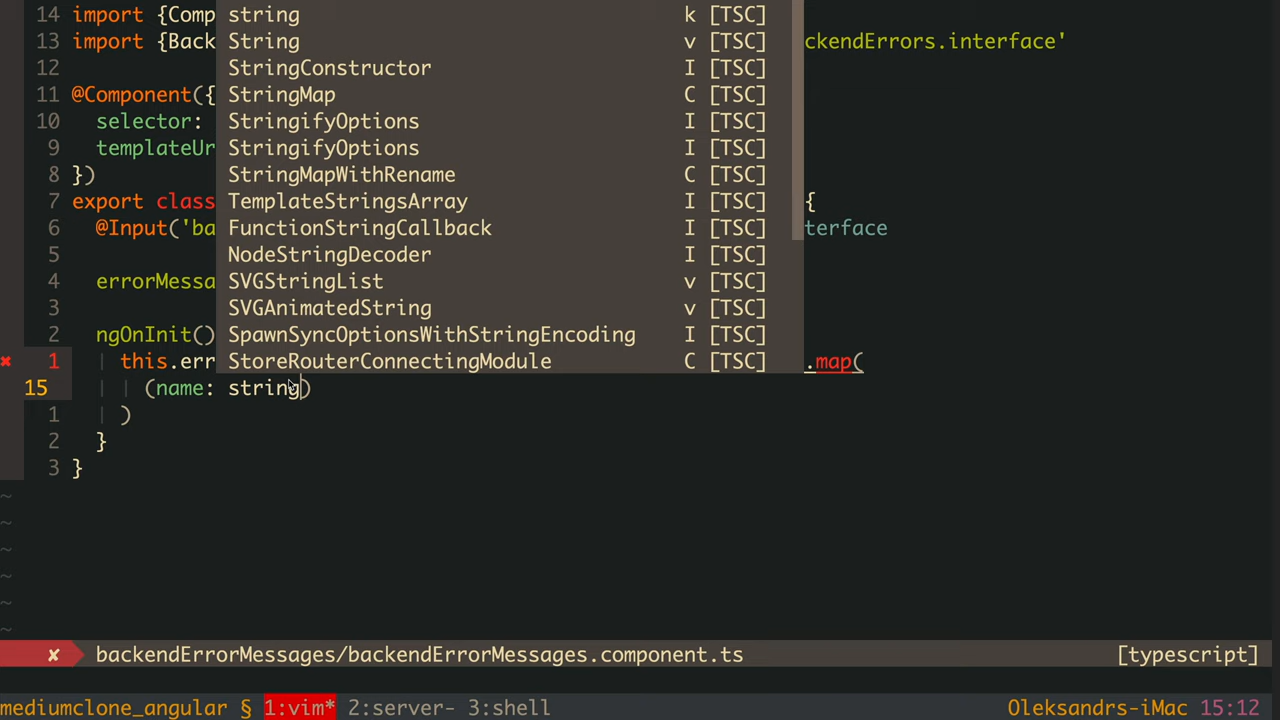 14 import {Comp string k [TSC]
13 import {Back String v [TSC] ckendErrors.interface'
12 StringConstructor I [TSC]
11 @Component({ StringMap C [TSC]
10 selector: StringifyOptions I [TSC]
9 templateUr StringifyOptions I [TSC]
8 }) StringMapWithRename C [TSC]
7 export class TemplateStringsArray I [TSC] {
6 @Input('ba FunctionStringCallback I [TSC] terface
5 NodeStringDecoder I [TSC]
4 errorMessa SVGStringList v [TSC]
3 SVGAnimatedString v [TSC]
2 ngOnInit() SpawnSyncOptionsWithStringEncoding I [TSC]
✖ 1 | this.err StoreRouterConnectingModule C [TSC] .map(
15 | | (name: string)
1 | )
2 }
3 }
~
~
~
~
~
~
✘ backendErrorMessages/backendErrorMessages.component.ts [typescript]
mediumclone_angular § 1:vim* 2:server- 3:shell Oleksandrs-iMac 15:12